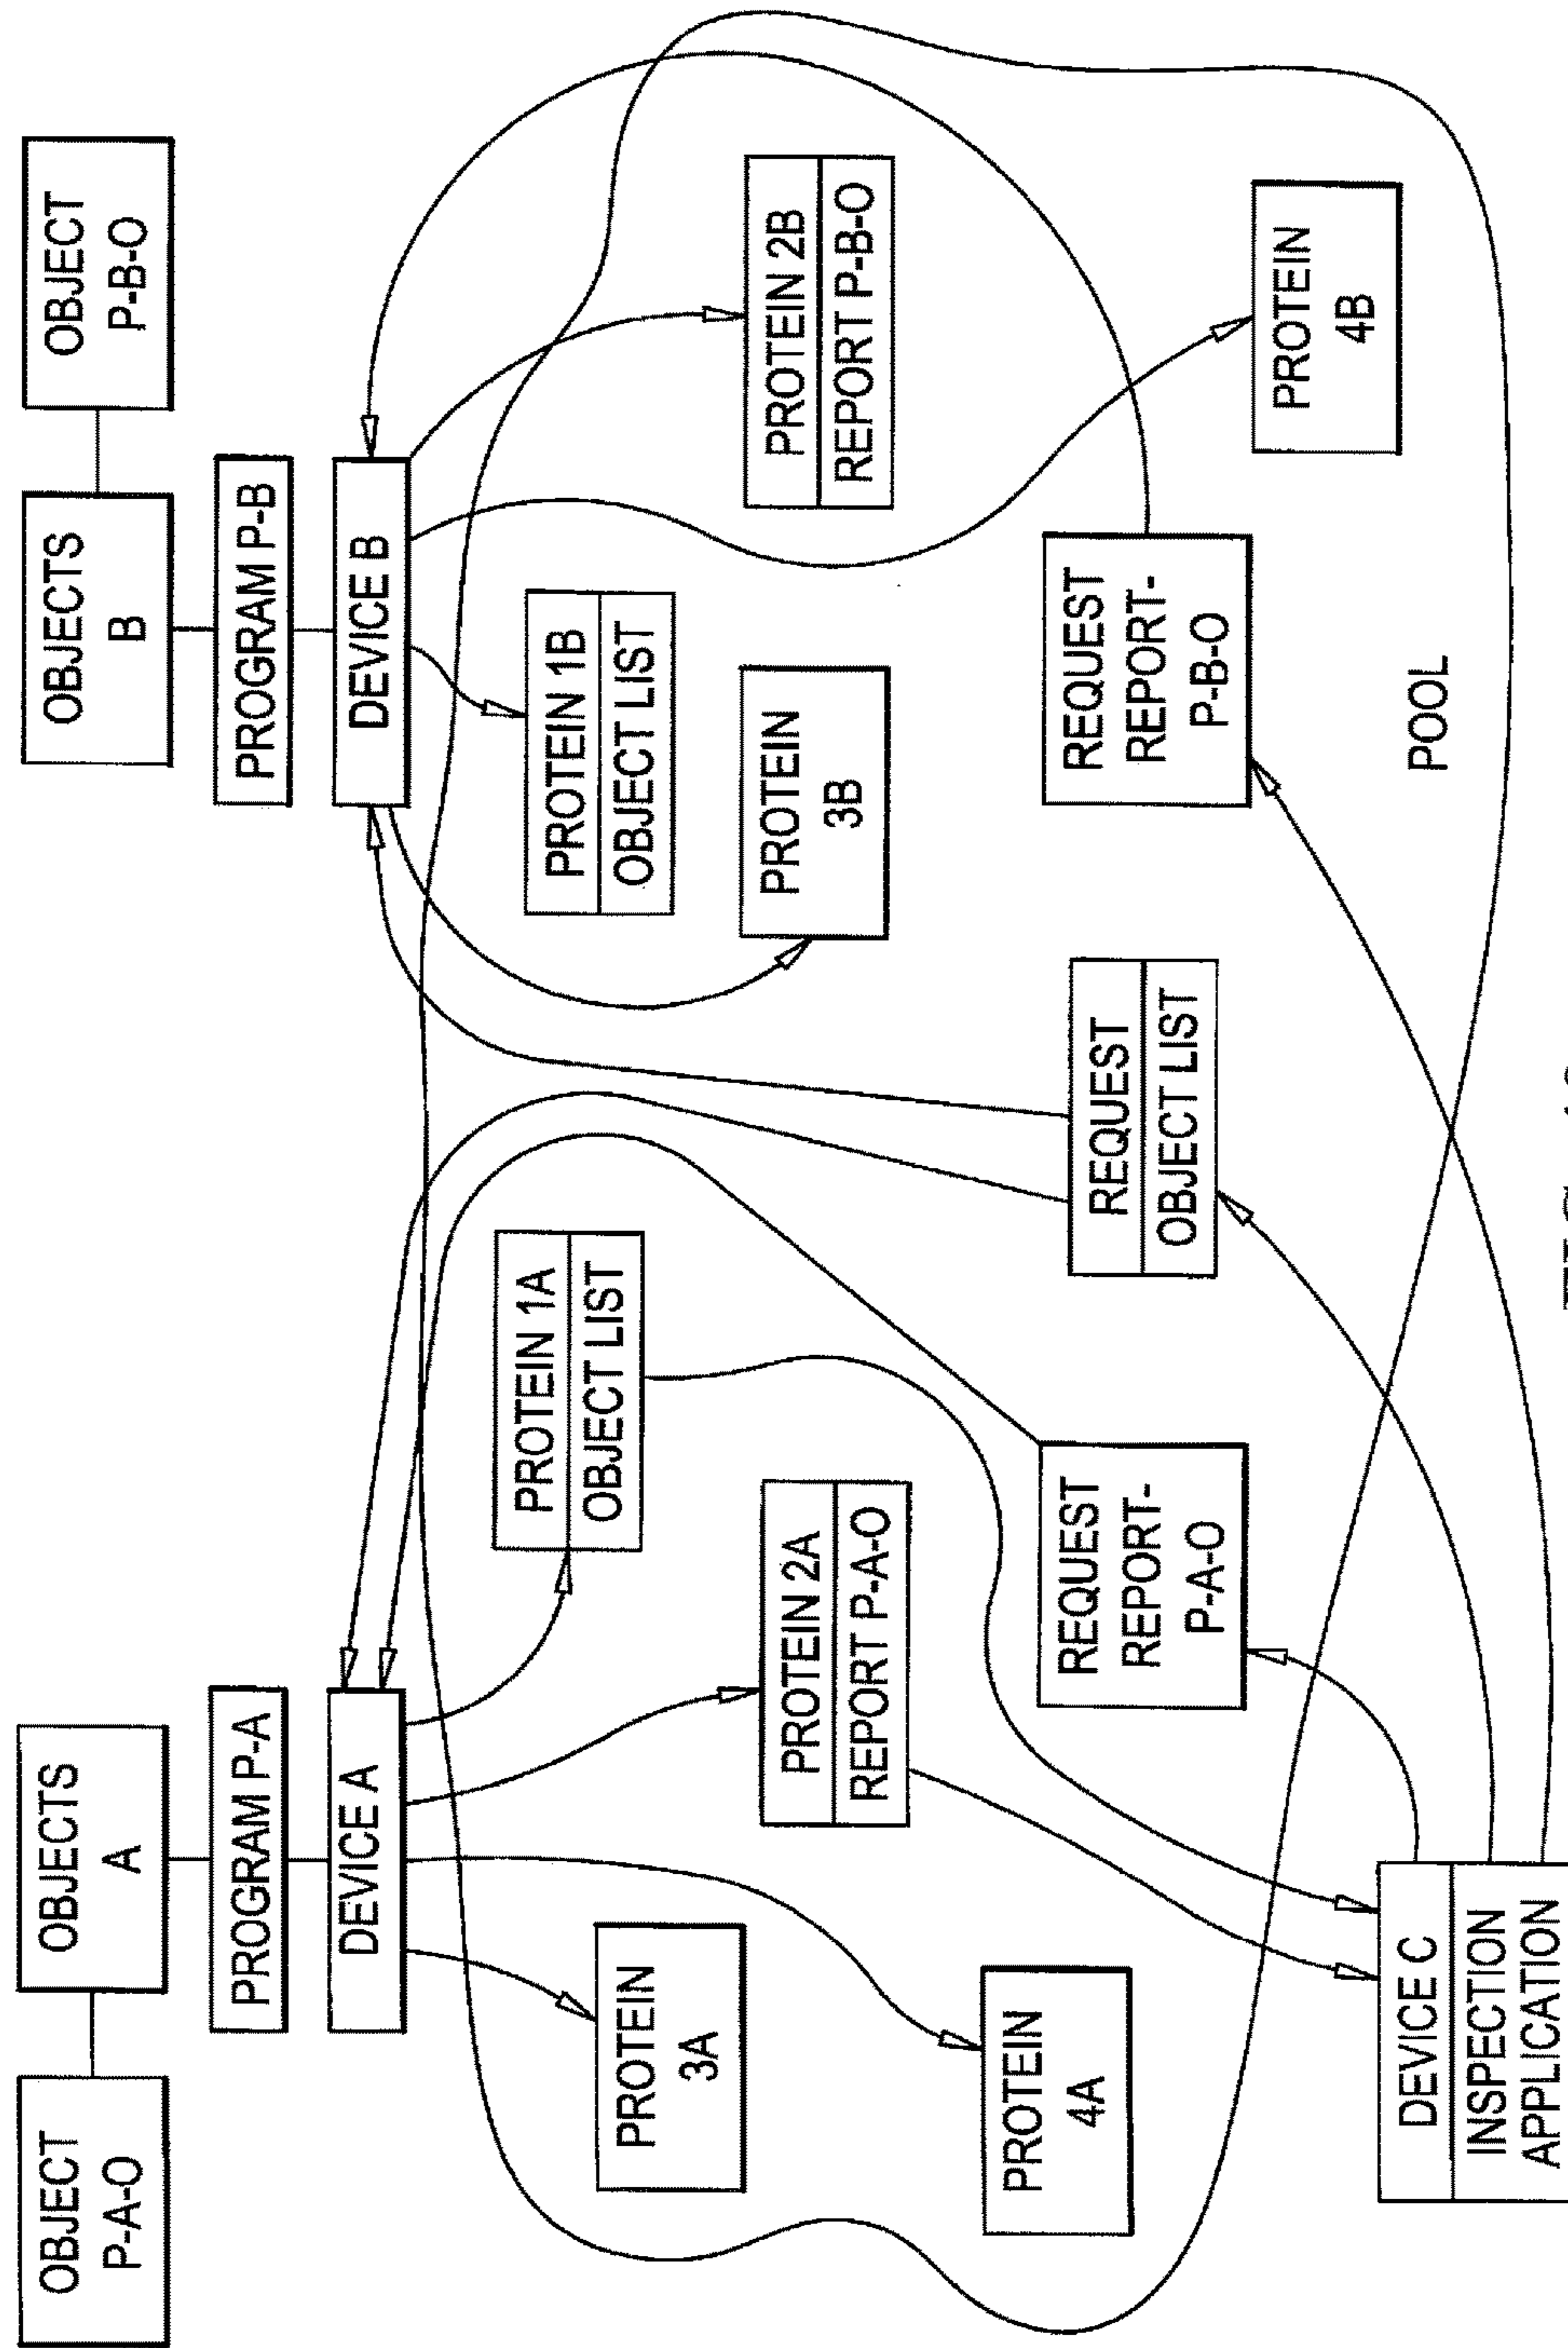 OBJECT
P-A-O
OBJECTS
A
PROGRAM P-A
DEVICE A
OBJECTS
B
OBJECT
P-B-O
PROGRAM P-B
DEVICE B
PROTEIN 1A
OBJECT LIST
PROTEIN 1B
OBJECT LIST
PROTEIN
3A
PROTEIN 2A
REPORT P-A-O
PROTEIN
3B
PROTEIN 2B
REPORT P-B-O
PROTEIN
4A
REQUEST
REPORT-
P-A-O
REQUEST
OBJECT LIST
REQUEST
REPORT-
P-B-O
PROTEIN
4B
POOL
DEVICE C
INSPECTION
APPLICATION